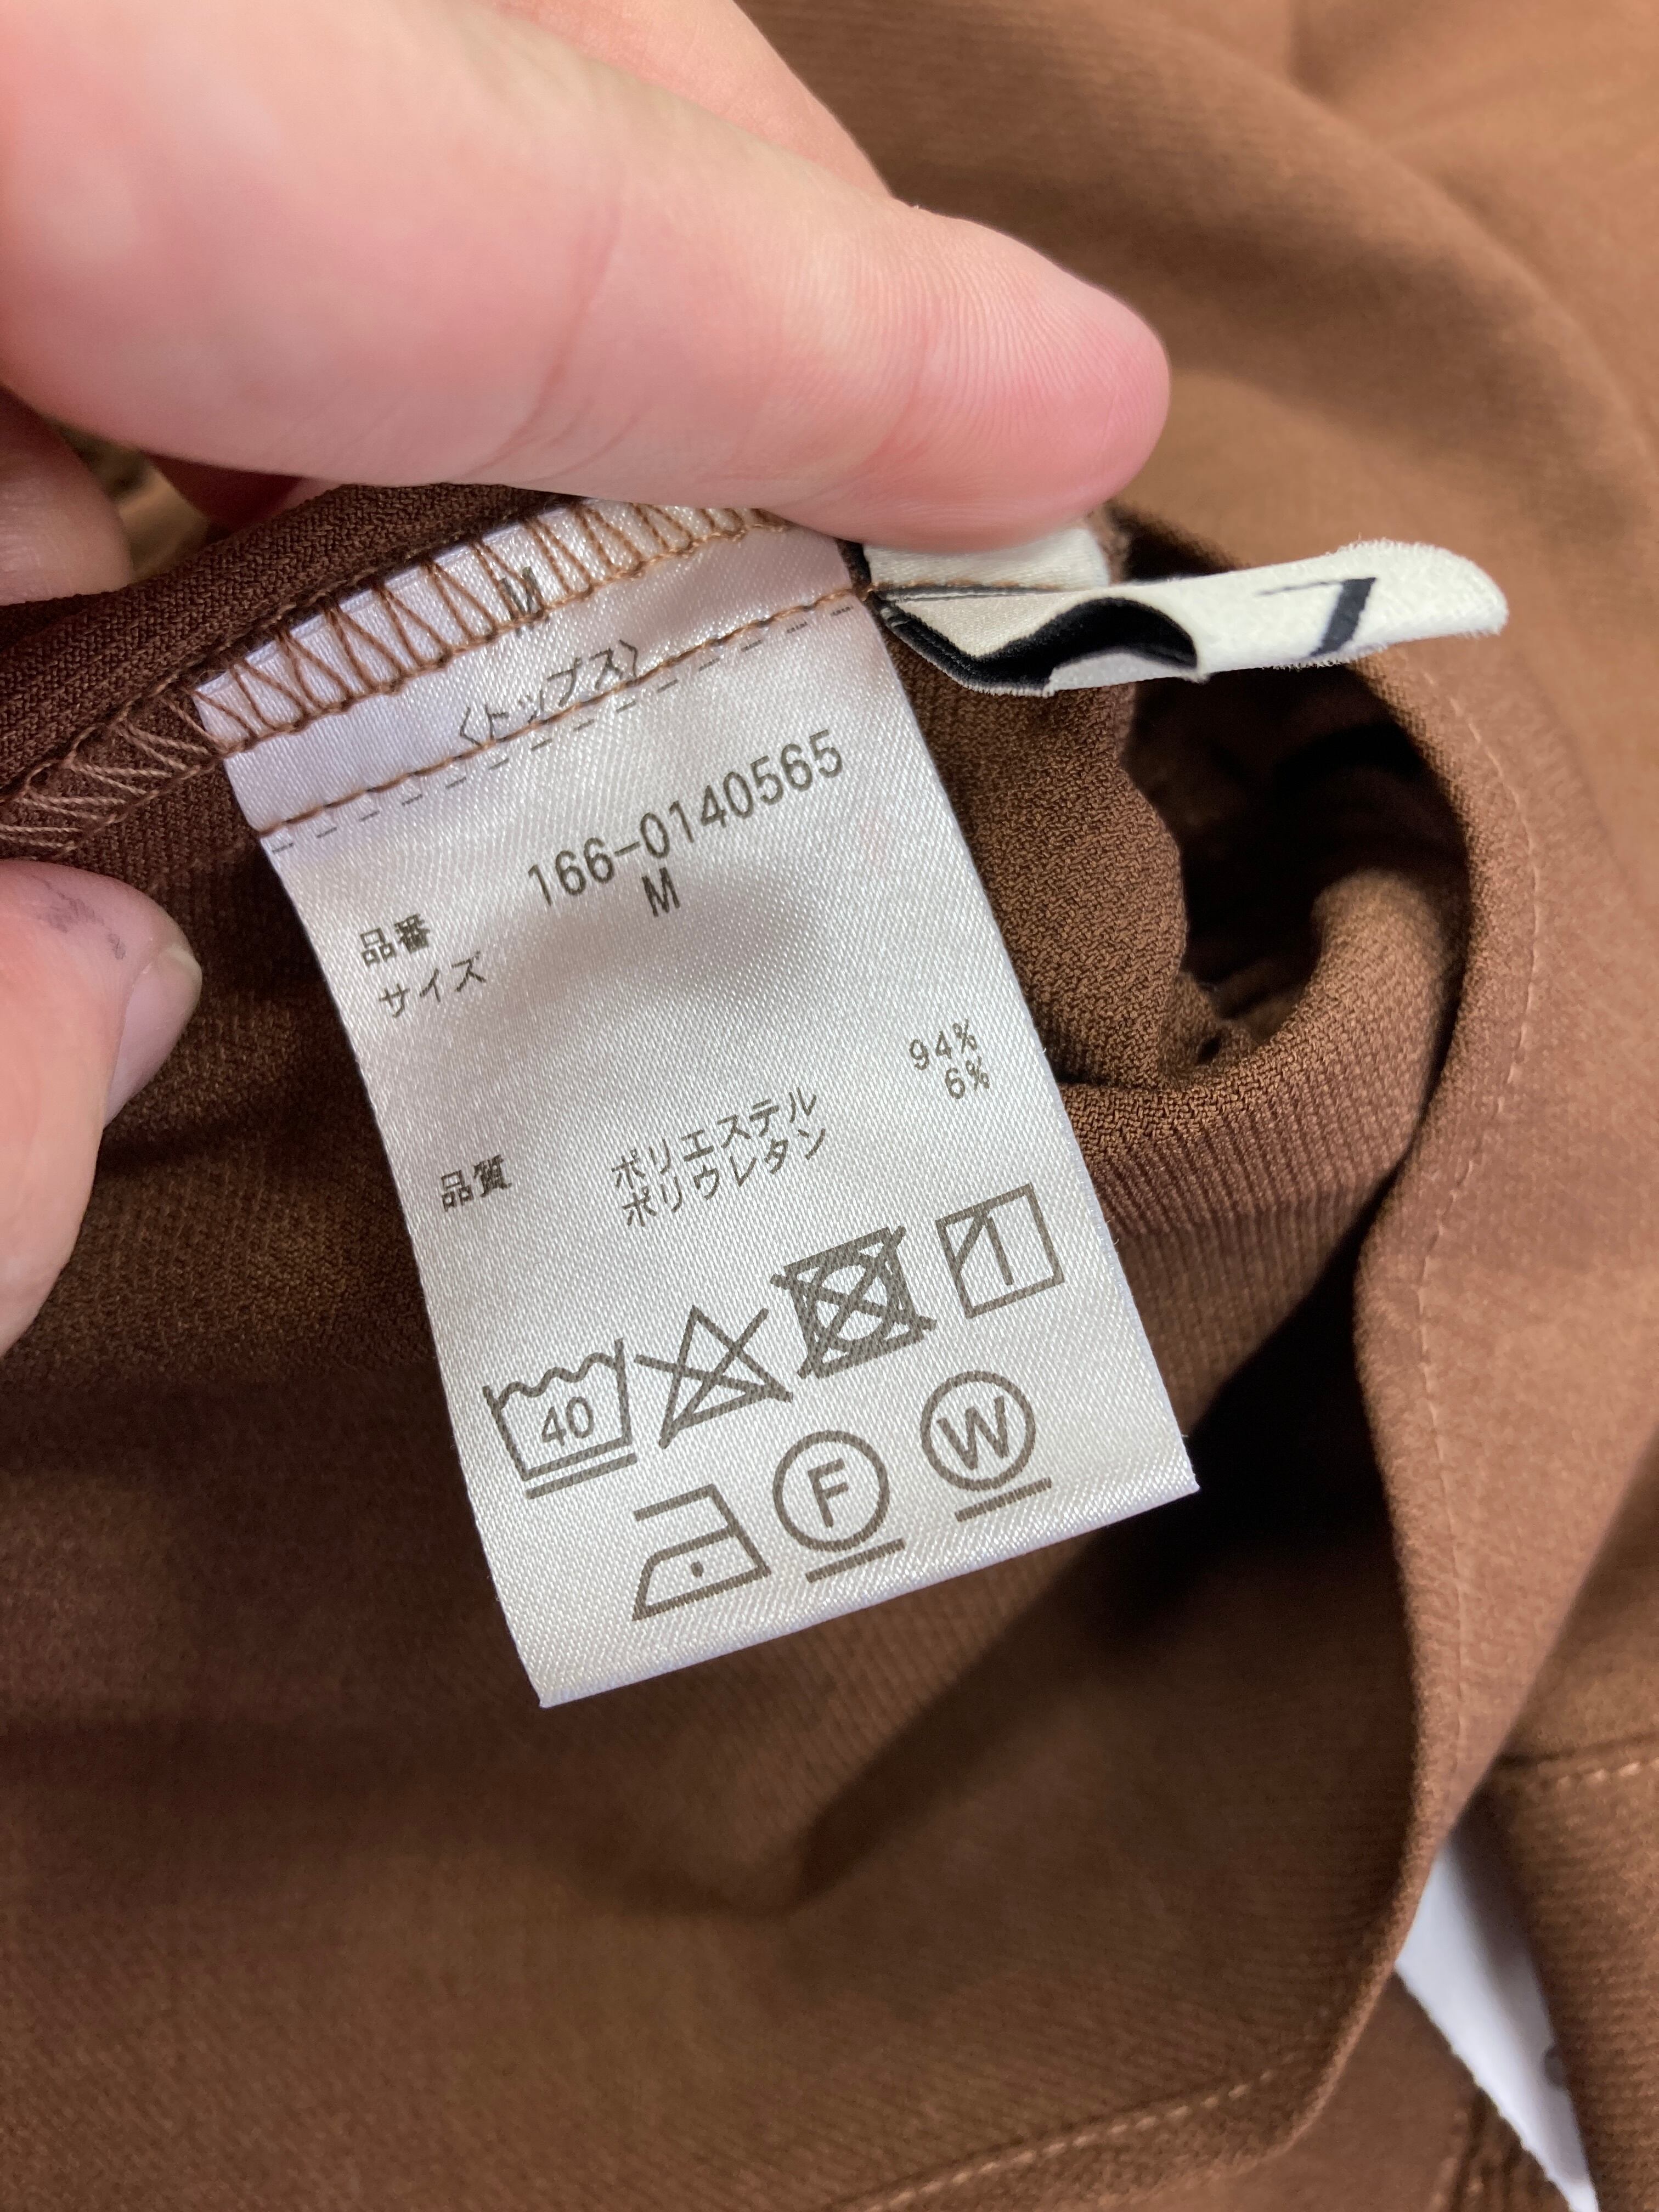 M
〈トップス〉
品番 166-0140565
サイズ M
品質 ポリエステル 94%
ポリウレタン 6%
40
F
W